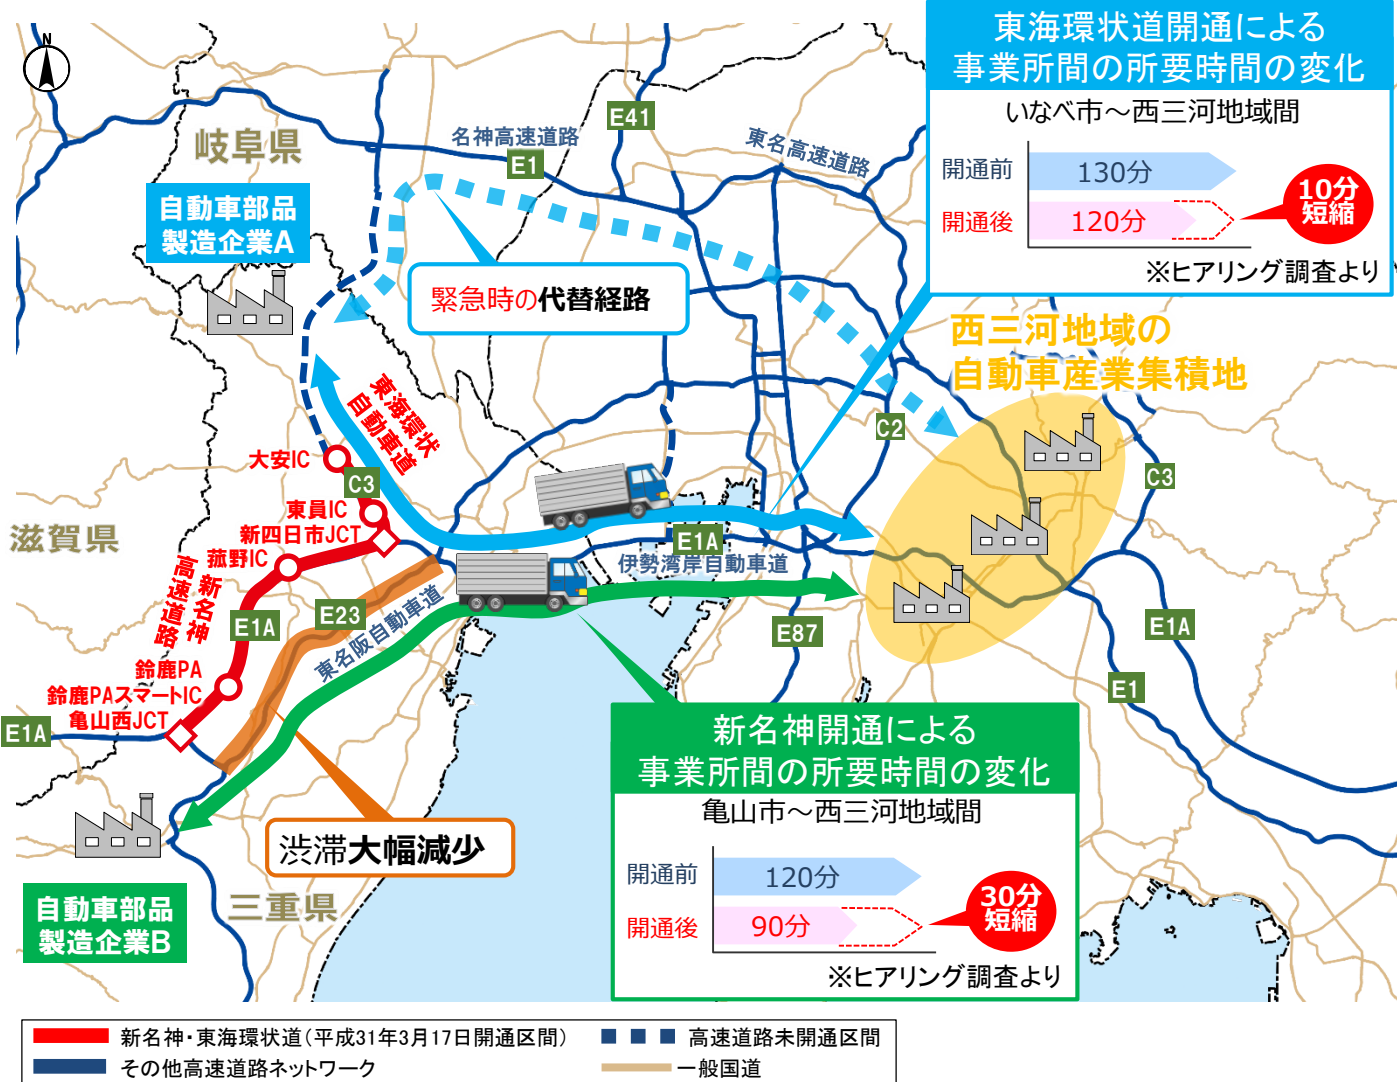 東海環状道開通による
事業所間の所要時間の変化
いなべ市～西三河地域間
開通前
130分
開通後
120分
10分
短縮
※ヒアリング調査より
N
岐阜県
名神高速道路
E1
E41
東名高速道路
自動車部品
製造企業A
緊急時の代替経路
西三河地域の
自動車産業集積地
東海環状
自動車道
大安IC
C3
東員IC
新四日市JCT
菰野IC
滋賀県
新名神
高速道路
E1A
E23
東名阪自動車道
E1A
伊勢湾岸自動車道
C2
C3
E87
E1A
E1
鈴鹿PA
鈴鹿PAスマートIC
亀山西JCT
E1A
渋滞大幅減少
三重県
自動車部品
製造企業B
新名神開通による
事業所間の所要時間の変化
亀山市～西三河地域間
開通前
120分
開通後
90分
30分
短縮
※ヒアリング調査より
新名神・東海環状道(平成31年3月17日開通区間)
高速道路未開通区間
その他高速道路ネットワーク
一般国道